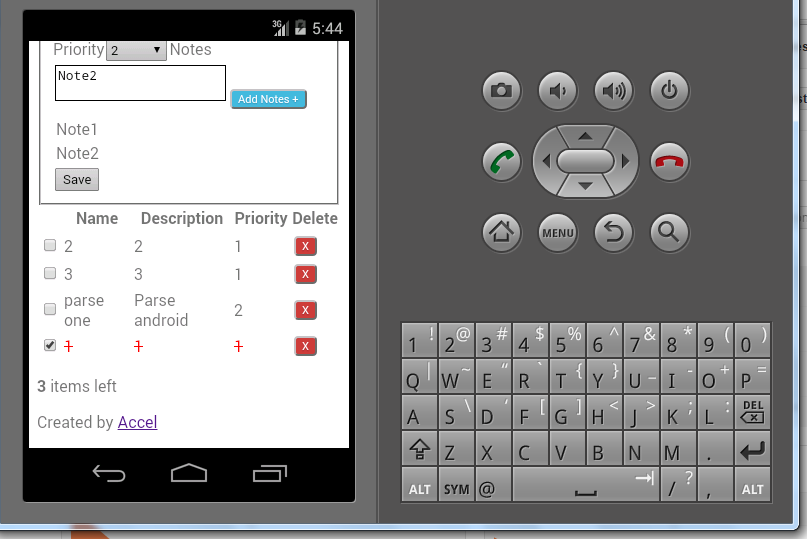 3G 5:44
Priority 2 Notes
Note2
Add Notes +
Note1
Note2
Save
Name Description Priority Delete
2 2 1 X
3 3 1 X
parse one Parse android 2 X
1 1 1 X
3 items left
Created by Accel
MENU
1 ! 2 @ 3 # 4 $ 5 % 6 ^ 7 & 8 * 9 ( 0 )
Q | W ~ E " R ` T { Y } U _ I - O + P =
A S \ D ' F [ G ] H < J > K ; L : DEL
Z X C V B N M .
ALT SYM @ / ? , ALT